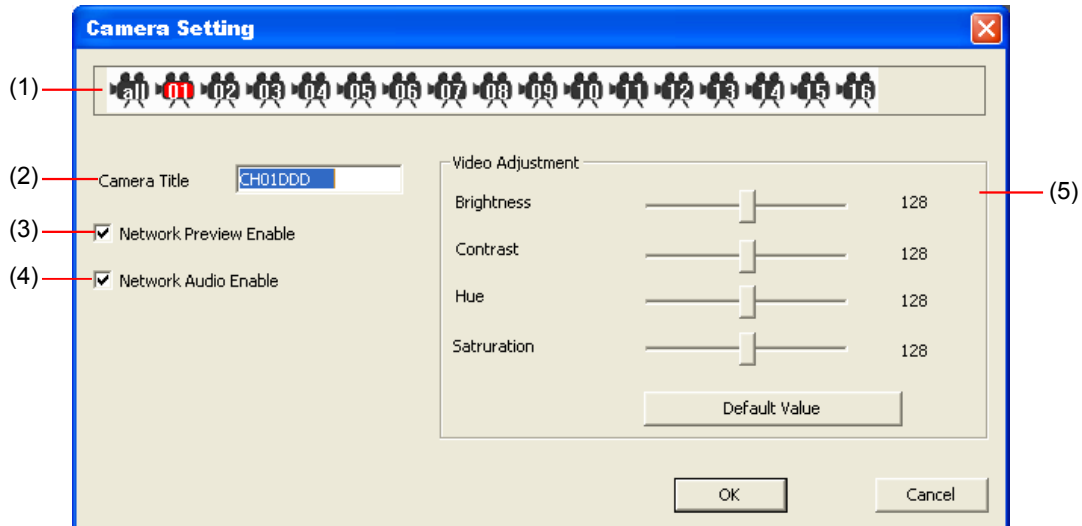 Camera Setting
(1) all 01 02 03 04 05 06 07 08 09 10 11 12 13 14 15 16
Video Adjustment
(2) Camera Title CH01DDD
(5)
Brightness 128
(3) Network Preview Enable
Contrast 128
(4) Network Audio Enable
Hue 128
Satruration 128
Default Value
OK Cancel